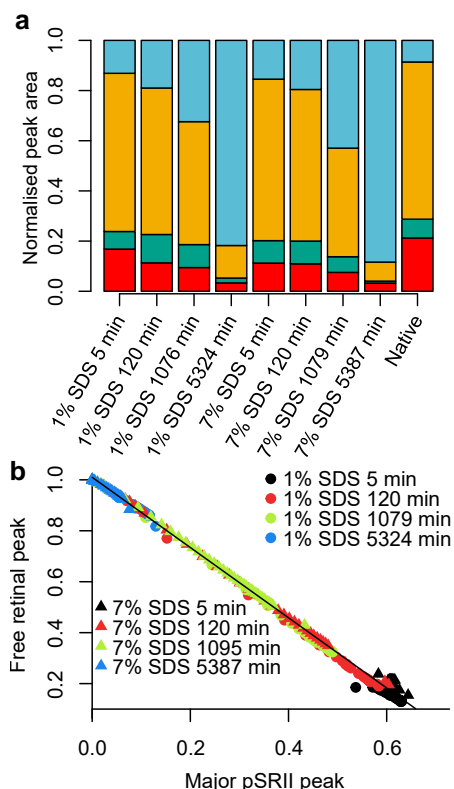 a
Normalised peak area
1.0
0.8
0.6
0.4
0.2
0.0
1% SDS 5 min
1% SDS 120 min
1% SDS 1076 min
1% SDS 5324 min
7% SDS 5 min
7% SDS 120 min
7% SDS 1079 min
7% SDS 5387 min
Native
b
Free retinal peak
1.0
0.8
0.6
0.4
0.2
1% SDS 5 min
1% SDS 120 min
1% SDS 1079 min
1% SDS 5324 min
7% SDS 5 min
7% SDS 120 min
7% SDS 1095 min
7% SDS 5387 min
0.0
0.2
0.4
0.6
Major pSRII peak